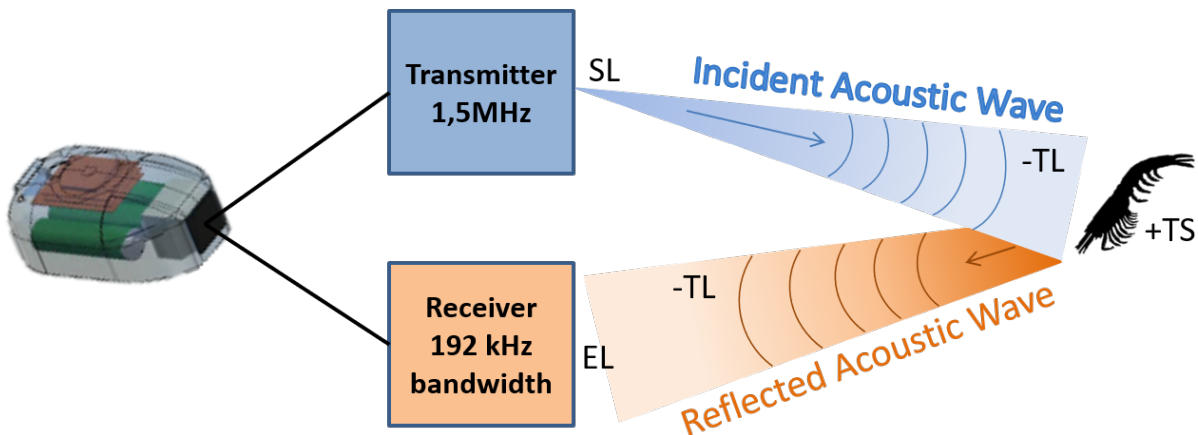 Transmitter
1,5MHz
SL
Incident Acoustic Wave
-TL
+TS
Receiver
192 kHz
bandwidth
EL
-TL
Reflected Acoustic Wave